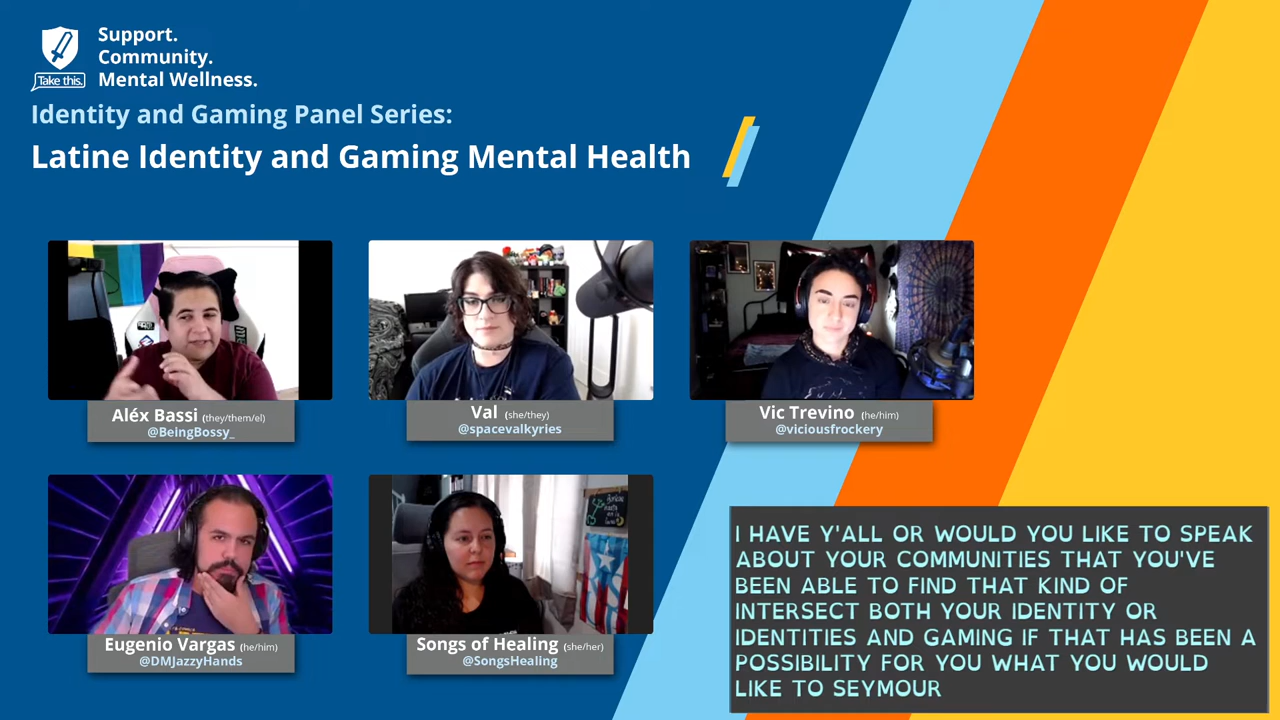 Support.
Community.
Mental Wellness.
Take this.
Identity and Gaming Panel Series:
Latine Identity and Gaming Mental Health
Aléx Bassi (they/them/el)
@BeingBossy_
Val (she/they)
@spacevalkyries
Vic Trevino (he/him)
@viciousfrockery
Eugenio Vargas (he/him)
@DMJazzyHands
Songs of Healing (she/her)
@SongsHealing
I HAVE Y'ALL OR WOULD YOU LIKE TO SPEAK
ABOUT YOUR COMMUNITIES THAT YOU'VE
BEEN ABLE TO FIND THAT KIND OF
INTERSECT BOTH YOUR IDENTITY OR
IDENTITIES AND GAMING IF THAT HAS BEEN A
POSSIBILITY FOR YOU WHAT YOU WOULD
LIKE TO SEYMOUR